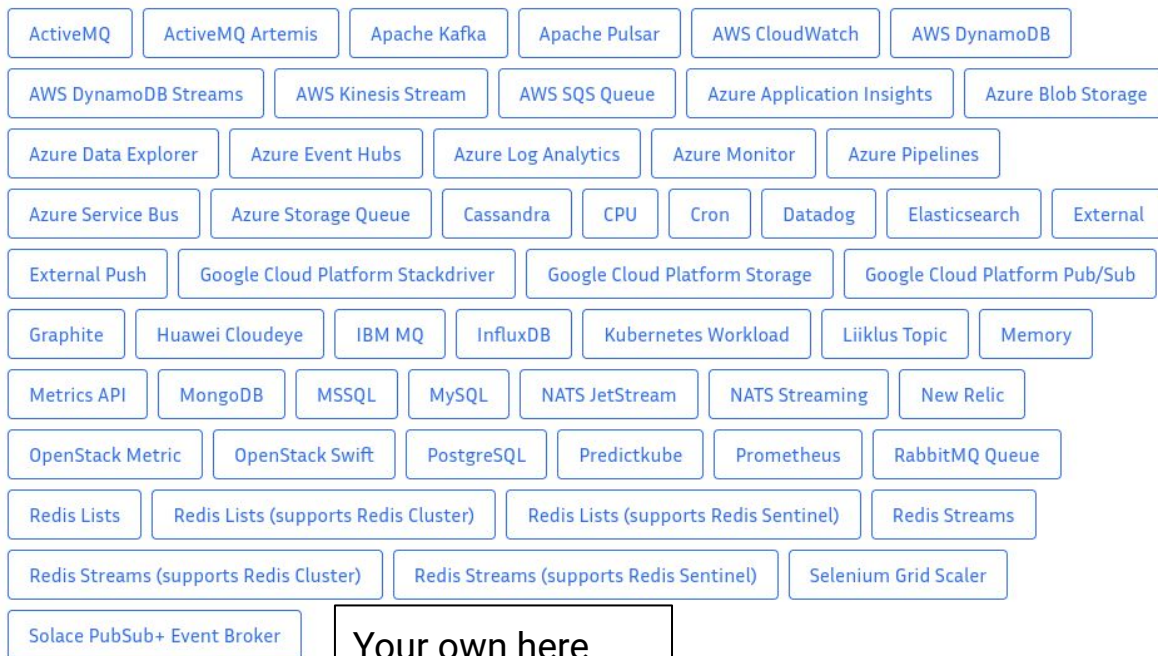 ActiveMQ ActiveMQ Artemis Apache Kafka Apache Pulsar AWS CloudWatch AWS DynamoDB
AWS DynamoDB Streams AWS Kinesis Stream AWS SQS Queue Azure Application Insights Azure Blob Storage
Azure Data Explorer Azure Event Hubs Azure Log Analytics Azure Monitor Azure Pipelines
Azure Service Bus Azure Storage Queue Cassandra CPU Cron Datadog Elasticsearch External
External Push Google Cloud Platform Stackdriver Google Cloud Platform Storage Google Cloud Platform Pub/Sub
Graphite Huawei Cloudeye IBM MQ InfluxDB Kubernetes Workload Liiklus Topic Memory
Metrics API MongoDB MSSQL MySQL NATS JetStream NATS Streaming New Relic
OpenStack Metric OpenStack Swift PostgreSQL Predictkube Prometheus RabbitMQ Queue
Redis Lists Redis Lists (supports Redis Cluster) Redis Lists (supports Redis Sentinel) Redis Streams
Redis Streams (supports Redis Cluster) Redis Streams (supports Redis Sentinel) Selenium Grid Scaler
Solace PubSub+ Event Broker Your own here